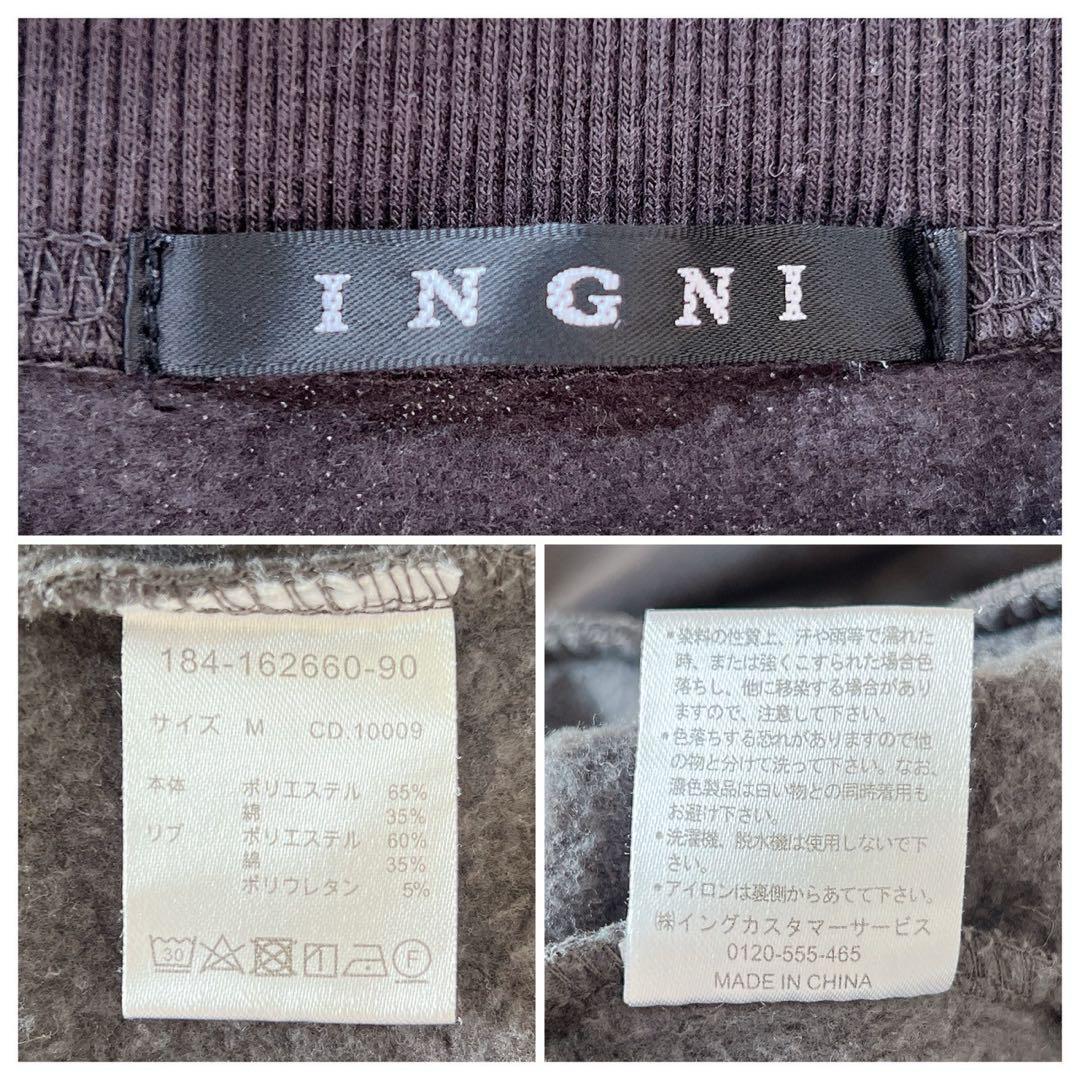 INGNI
184-162660-90
サイズ M CD.10009
本体 ポリエステル 65%
綿 35%
リブ ポリエステル 60%
綿 35%
ポリウレタン 5%
30 F
•染料の性質上、汗や雨等で濡れた
時、または強くこすられた場合色
落ちし、他に移染する場合があり
ますので、注意して下さい。
•色落ちする恐れがありますので他
の物と分けて洗って下さい。なお、
濃色製品は白い物との同時着用も
お避け下さい。
•洗濯機、脱水機は使用しないで下
さい。
•アイロンは裏側からあてて下さい。
㈱イングカスタマーサービス
0120-555-465
MADE IN CHINA